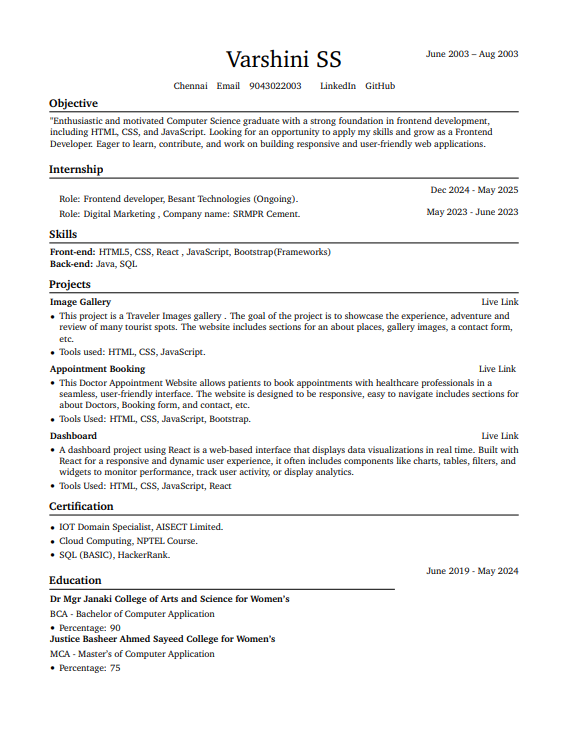 Varshini SS
June 2003 – Aug 2003
Chennai Email 9043022003 LinkedIn GitHub
Objective
"Enthusiastic and motivated Computer Science graduate with a strong foundation in frontend development,
including HTML, CSS, and JavaScript. Looking for an opportunity to apply my skills and grow as a Frontend
Developer. Eager to learn, contribute, and work on building responsive and user-friendly web applications.
Internship
Dec 2024 - May 2025
Role: Frontend developer, Besant Technologies (Ongoing).
Role: Digital Marketing , Company name: SRMPR Cement.
May 2023 - June 2023
Skills
Front-end: HTML5, CSS, React , JavaScript, Bootstrap(Frameworks)
Back-end: Java, SQL
Projects
Image Gallery Live Link
• This project is a Traveler Images gallery . The goal of the project is to showcase the experience, adventure and
review of many tourist spots. The website includes sections for an about places, gallery images, a contact form,
etc.
• Tools used: HTML, CSS, JavaScript.
Appointment Booking Live Link
• This Doctor Appointment Website allows patients to book appointments with healthcare professionals in a
seamless, user-friendly interface. The website is designed to be responsive, easy to navigate includes sections for
about Doctors, Booking form, and contact, etc.
• Tools Used: HTML, CSS, JavaScript, Bootstrap.
Dashboard Live Link
• A dashboard project using React is a web-based interface that displays data visualizations in real time. Built with
React for a responsive and dynamic user experience, it often includes components like charts, tables, filters, and
widgets to monitor performance, track user activity, or display analytics.
• Tools Used: HTML, CSS, JavaScript, React
Certification
• IOT Domain Specialist, AISECT Limited.
• Cloud Computing, NPTEL Course.
• SQL (BASIC), HackerRank.
June 2019 - May 2024
Education
Dr Mgr Janaki College of Arts and Science for Women's
BCA - Bachelor of Computer Application
• Percentage: 90
Justice Basheer Ahmed Sayeed College for Women's
MCA - Master's of Computer Application
• Percentage: 75